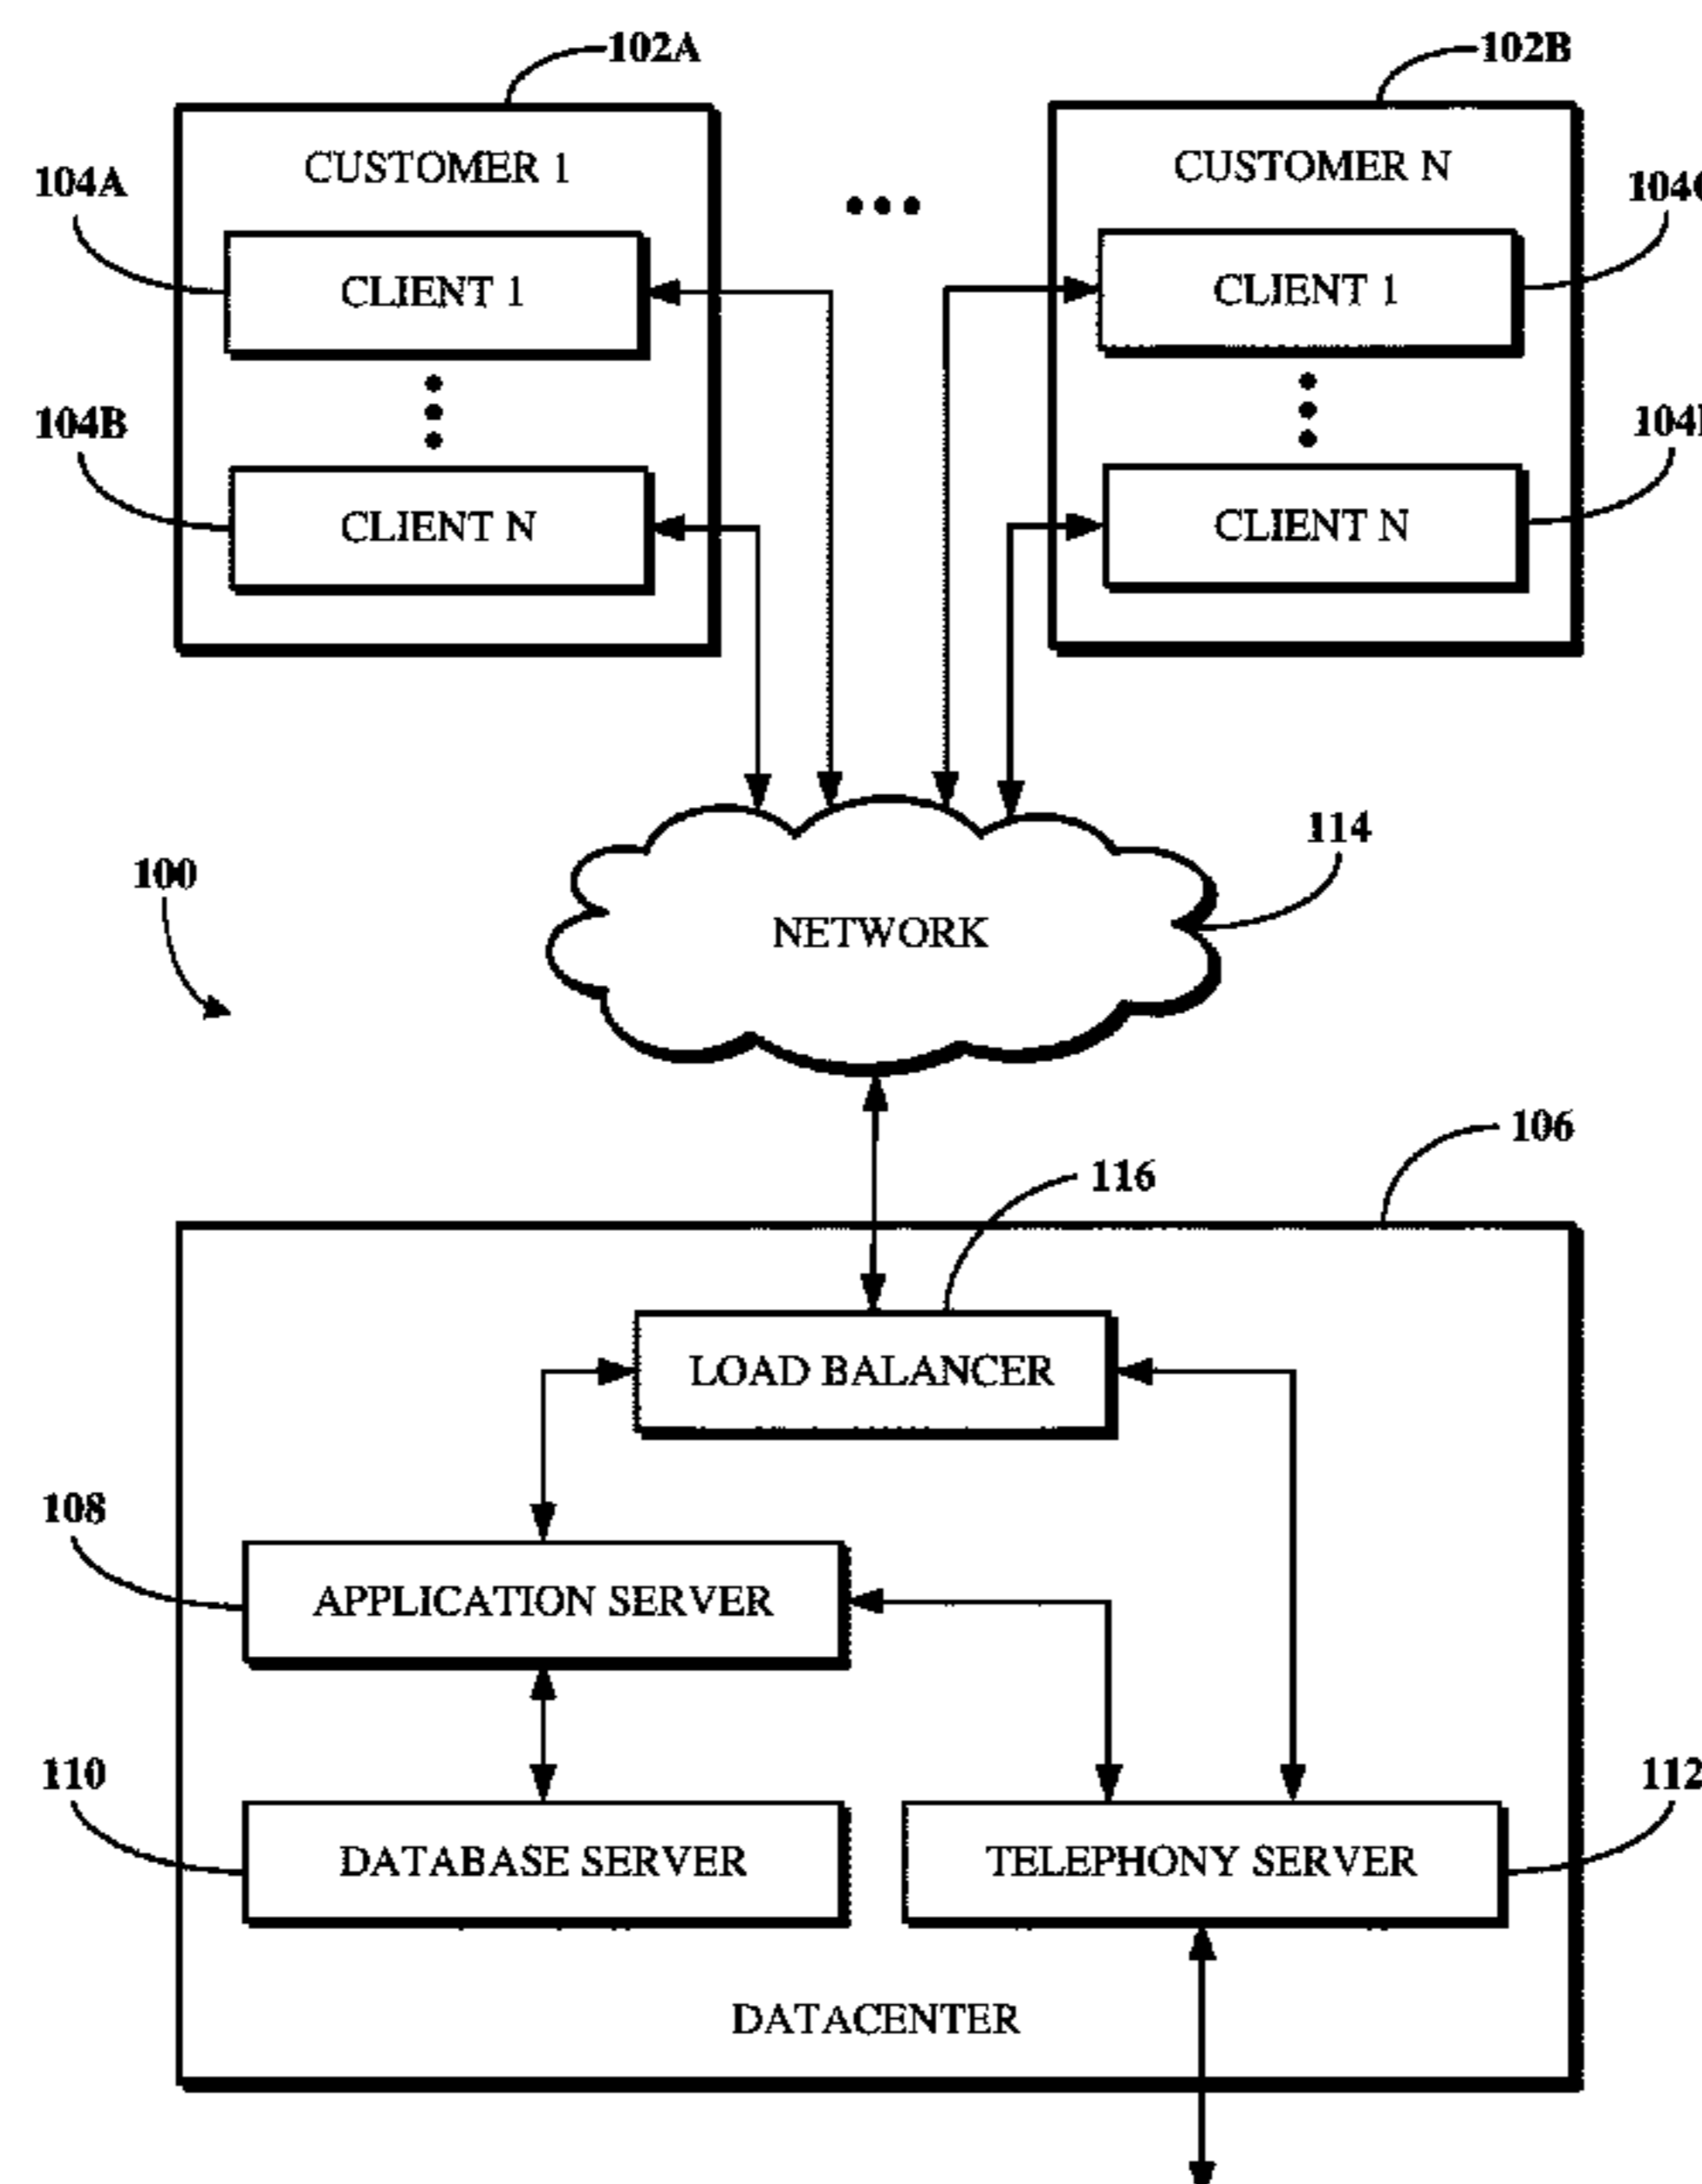 102A
102B
CUSTOMER 1
CUSTOMER N
104A
CLIENT 1
CLIENT 1
104B
CLIENT N
CLIENT N
114
100
NETWORK
106
116
LOAD BALANCER
108
APPLICATION SERVER
110
112
DATABASE SERVER
TELEPHONY SERVER
DATACENTER